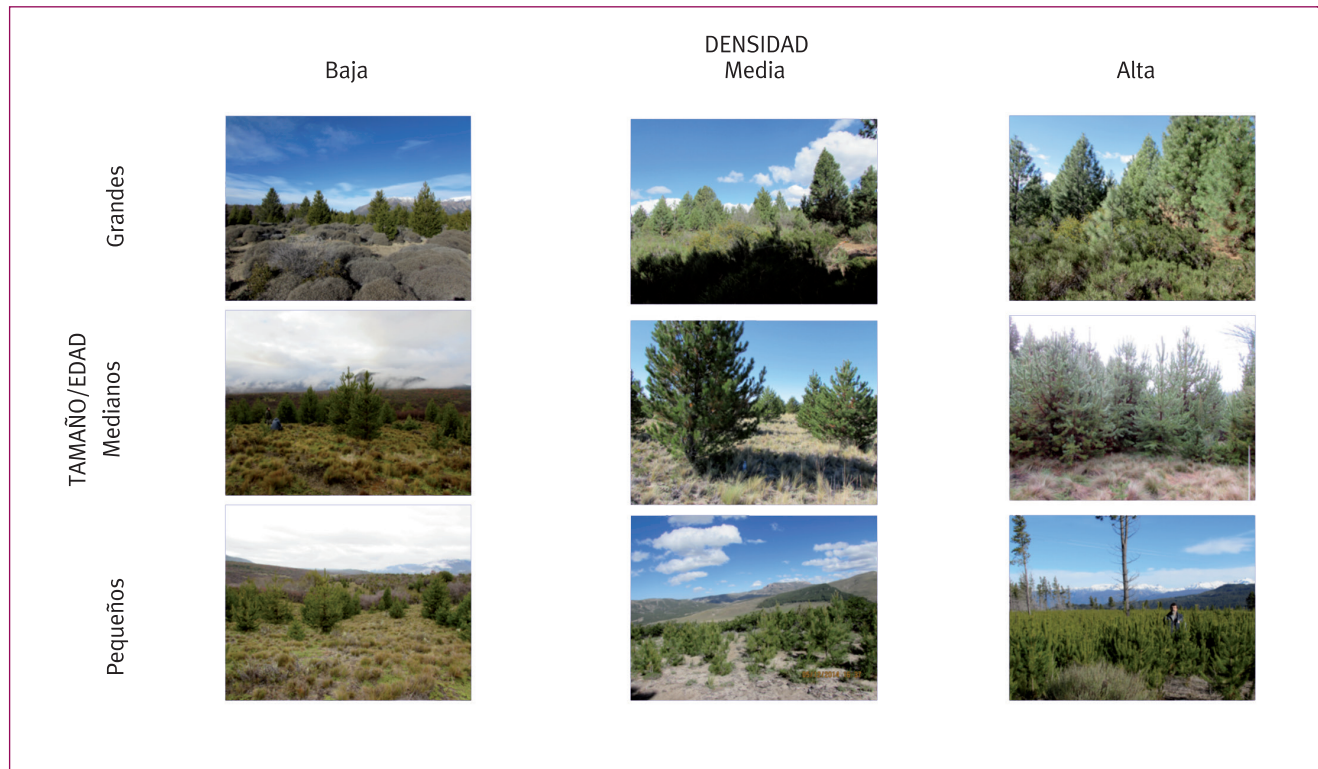 DENSIDAD
Baja
Media
Alta
TAMAÑO/EDAD
Grandes
Medianos
Pequeños